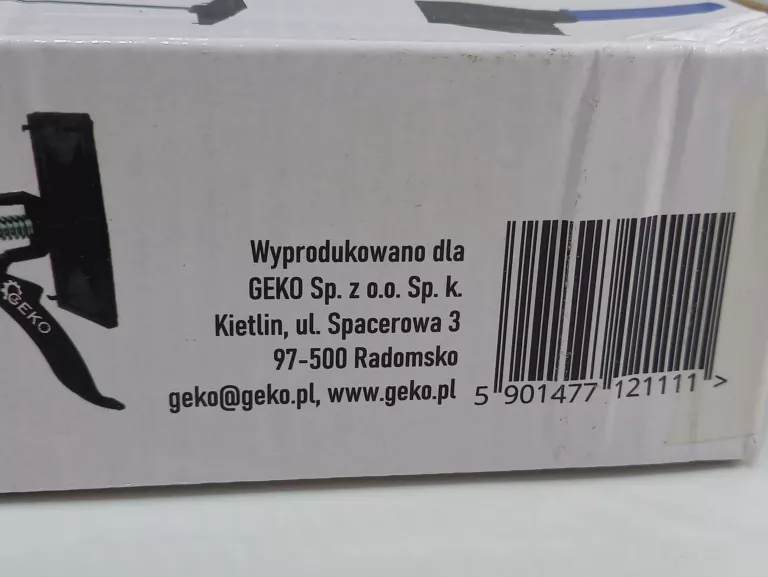 GEKO
Wyprodukowano dla
GEKO Sp. z o.o. Sp. k.
Kietlin, ul. Spacerowa 3
97-500 Radomsko
geko@geko.pl, www.geko.pl
5 901477 121111 >